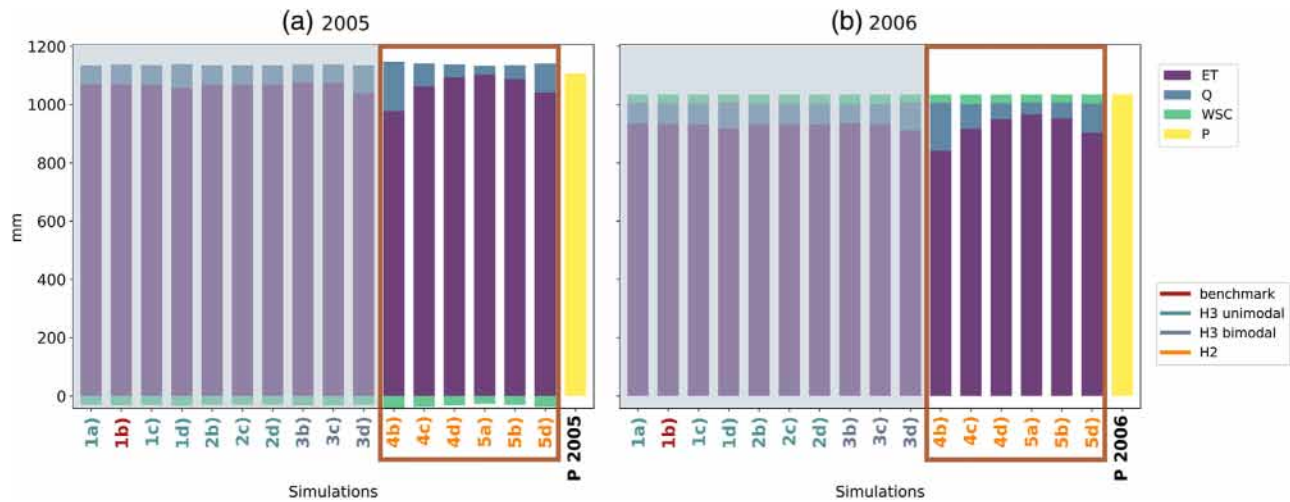 (a) 2005
(b) 2006
1200
1000
800
600
400
200
0
mm
1a)
1b)
1c)
1d)
2b)
2c)
2d)
3b)
3c)
3d)
4b)
4c)
4d)
5a)
5b)
5d)
P 2005
1a)
1b)
1c)
1d)
2b)
2c)
2d)
3b)
3c)
3d)
4b)
4c)
4d)
5a)
5b)
5d)
P 2006
Simulations
Simulations
ET
Q
WSC
P
benchmark
H3 unimodal
H3 bimodal
H2